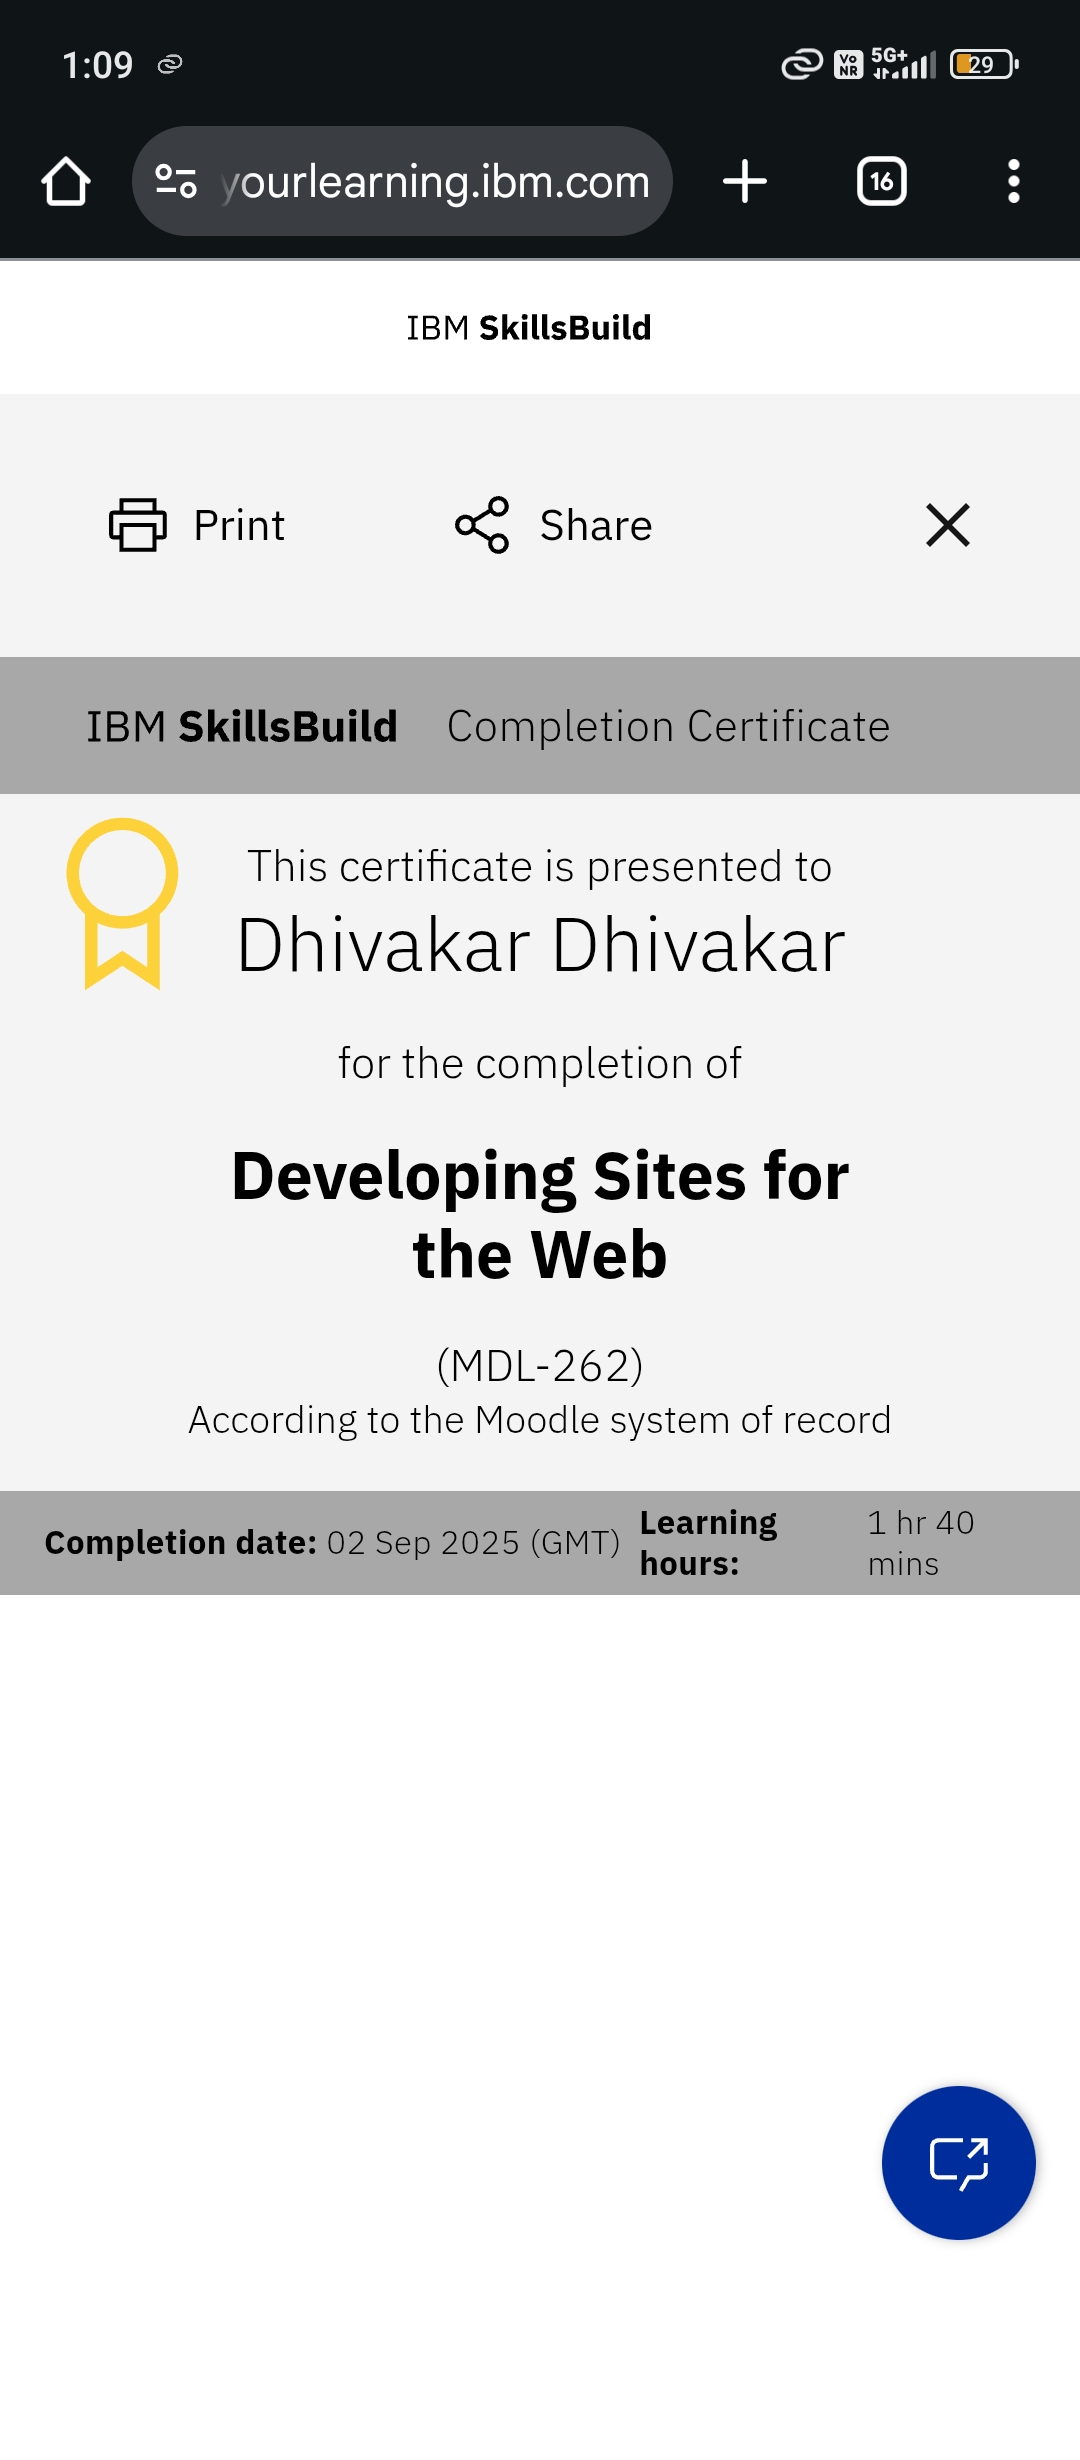 1:09
Vo NR 5G+ 29
yourlearning.ibm.com
16
IBM SkillsBuild
Print Share
IBM SkillsBuild Completion Certificate
This certificate is presented to
Dhivakar Dhivakar
for the completion of
Developing Sites for
the Web
(MDL-262)
According to the Moodle system of record
Completion date: 02 Sep 2025 (GMT)
Learning
hours:
1 hr 40
mins